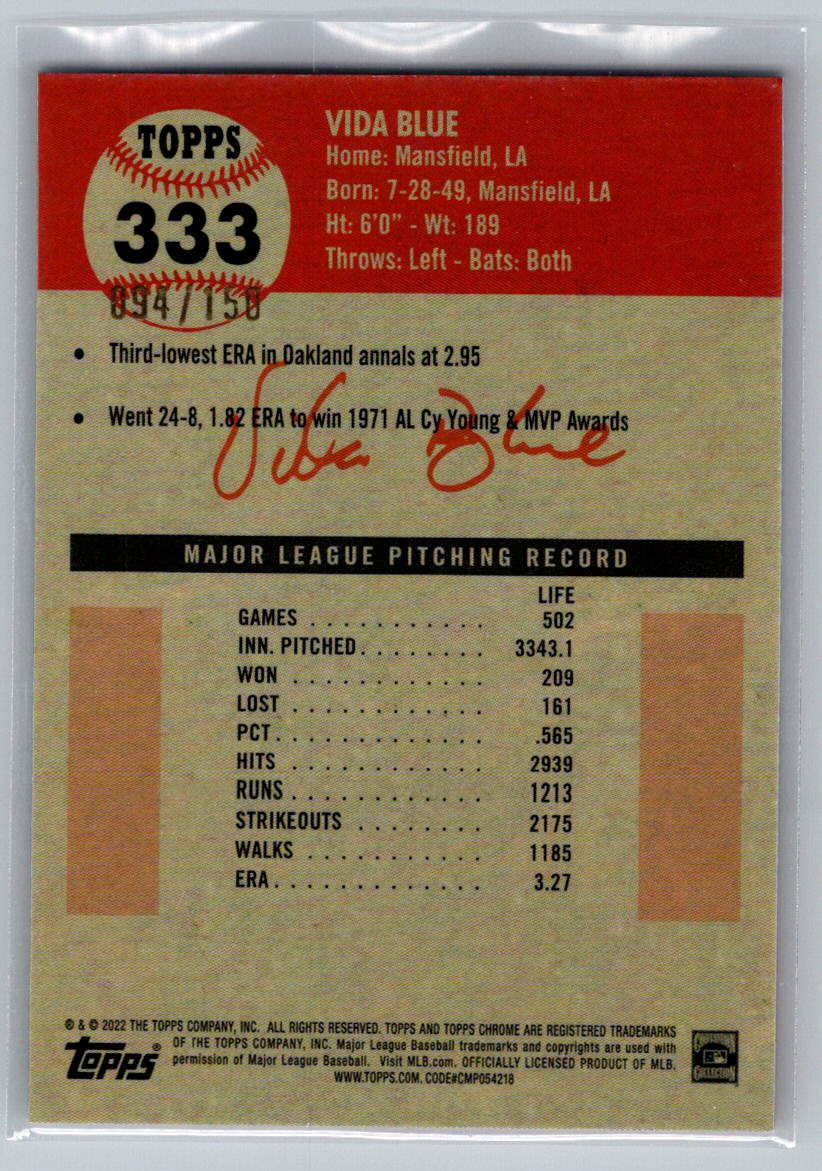 TOPPS
333
094/150
VIDA BLUE
Home: Mansfield, LA
Born: 7-28-49, Mansfield, LA
Ht: 6'0" - Wt: 189
Throws: Left - Bats: Both
• Third-lowest ERA in Oakland annals at 2.95
• Went 24-8, 1.82 ERA to win 1971 AL Cy Young & MVP Awards
Vida Blue
MAJOR LEAGUE PITCHING RECORD
LIFE
GAMES . . . . . . . . . . . . 502
INN. PITCHED . . . . . . . . 3343.1
WON . . . . . . . . . . . . 209
LOST . . . . . . . . . . . . 161
PCT. . . . . . . . . . . . . .565
HITS . . . . . . . . . . . . 2939
RUNS . . . . . . . . . . . . 1213
STRIKEOUTS . . . . . . . . 2175
WALKS . . . . . . . . . . . 1185
ERA. . . . . . . . . . . . . 3.27
® & © 2022 THE TOPPS COMPANY, INC. ALL RIGHTS RESERVED. TOPPS AND TOPPS CHROME ARE REGISTERED TRADEMARKS
OF THE TOPPS COMPANY, INC. Major League Baseball trademarks and copyrights are used with
permission of Major League Baseball. Visit MLB.com. OFFICIALLY LICENSED PRODUCT OF MLB.
WWW.TOPPS.COM. CODE#CMP054218
Topps®
COOPERSTOWN
COLLECTION